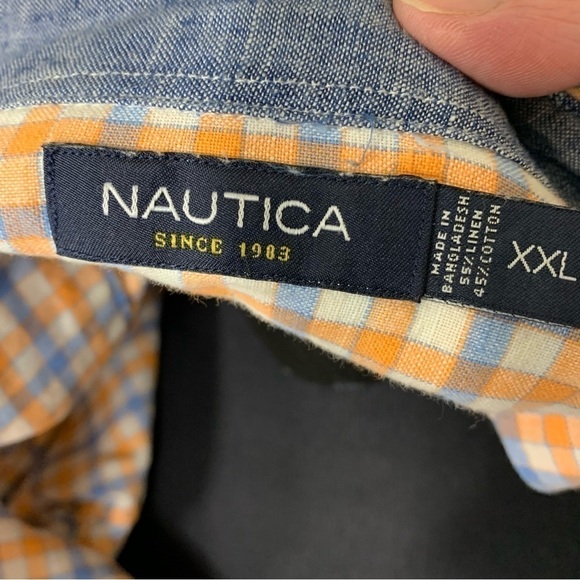 NAUTICA
SINCE 1983
MADE IN
BANGLADESH
55% LINEN
45% COTTON
XXL